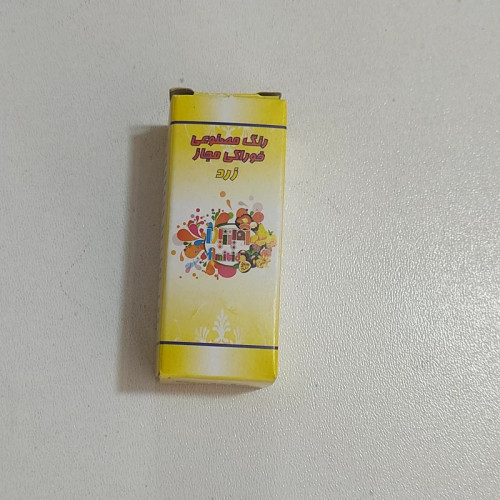 رنگ مصنوعی
خوراکی مجاز
زرد